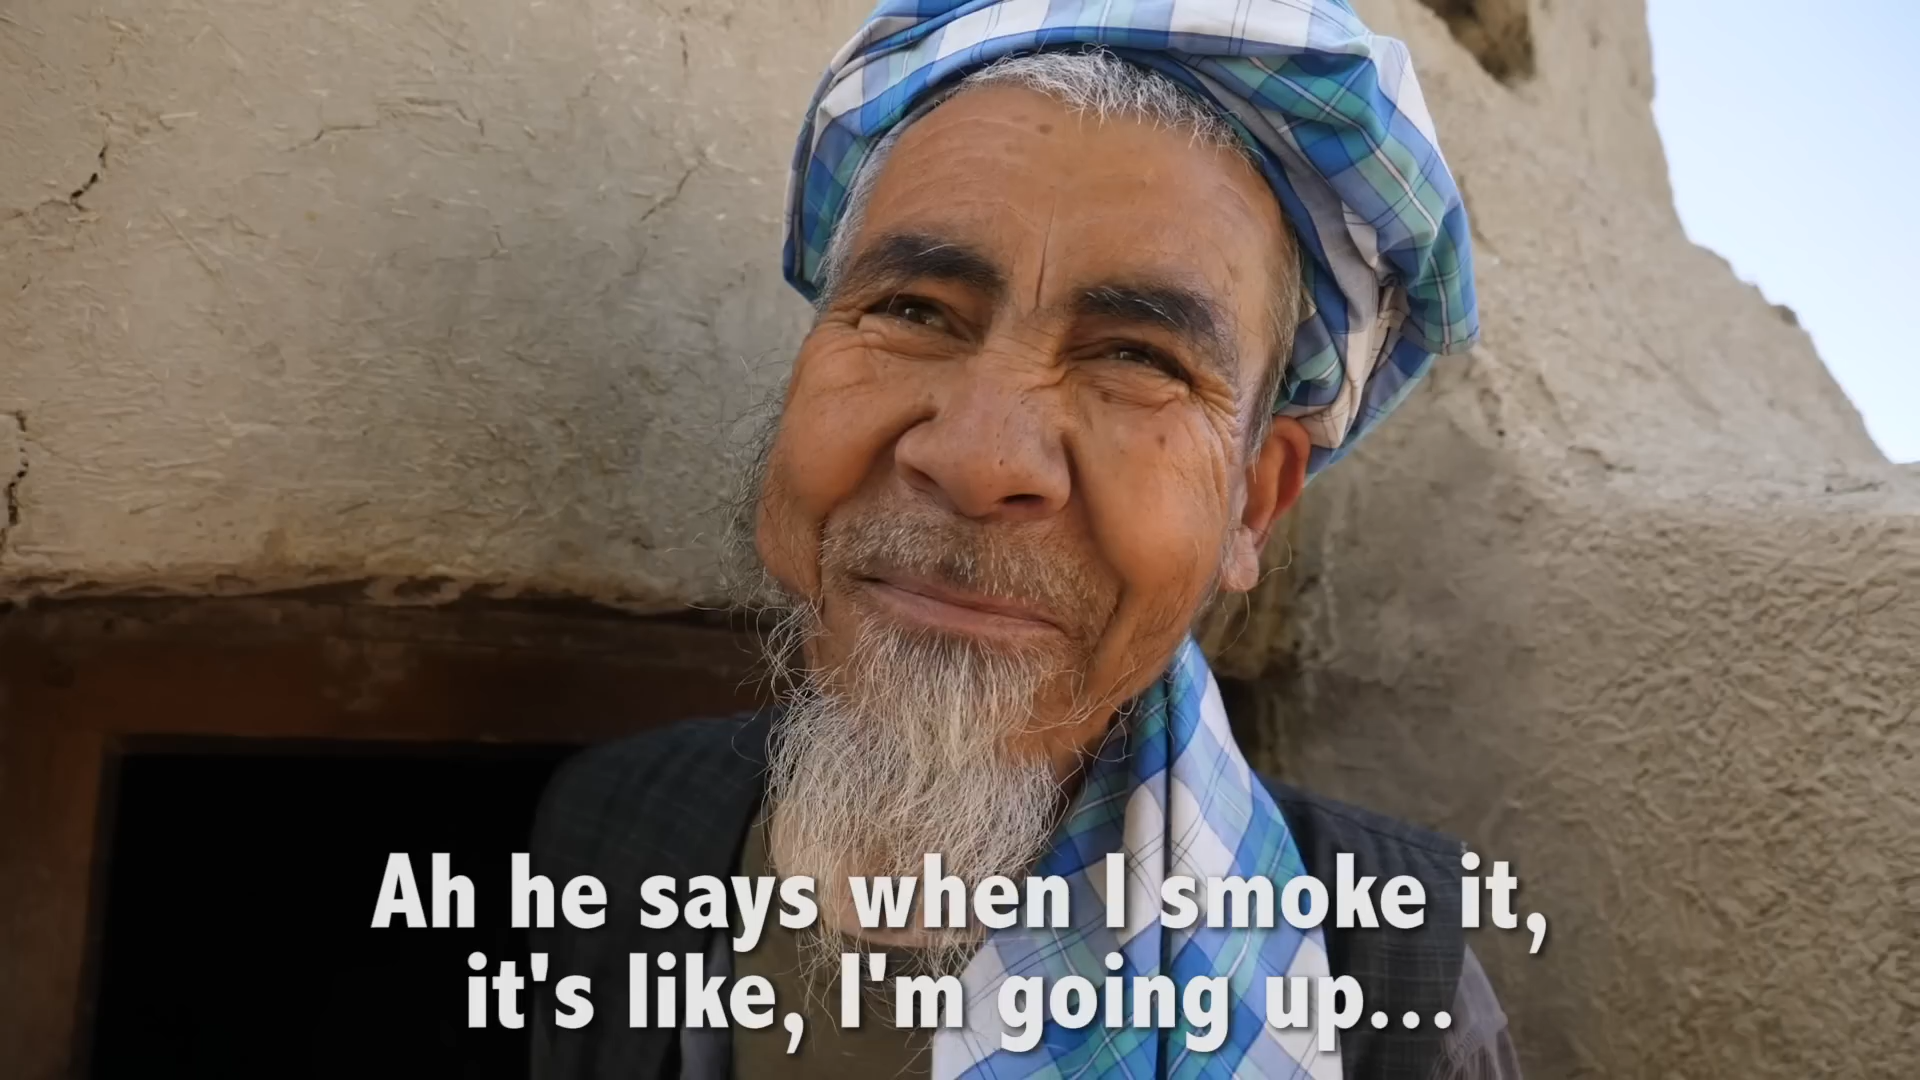 Ah he says when I smoke it,
it's like, I'm going up...